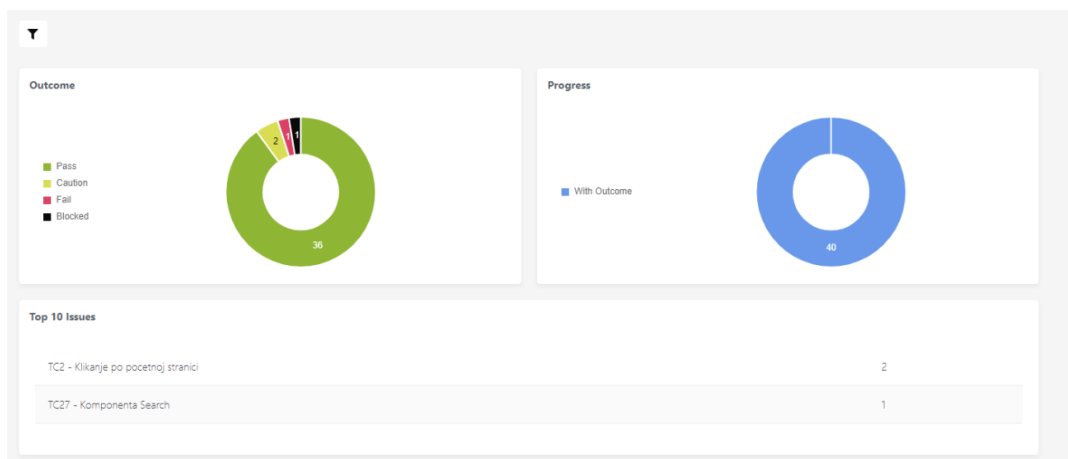 Outcome
Pass
Caution
Fail
Blocked
2
1
1
36
Progress
With Outcome
40
Top 10 Issues
TC2 - Klikanje po pocetnoj stranici 2
TC27 - Komponenta Search 1